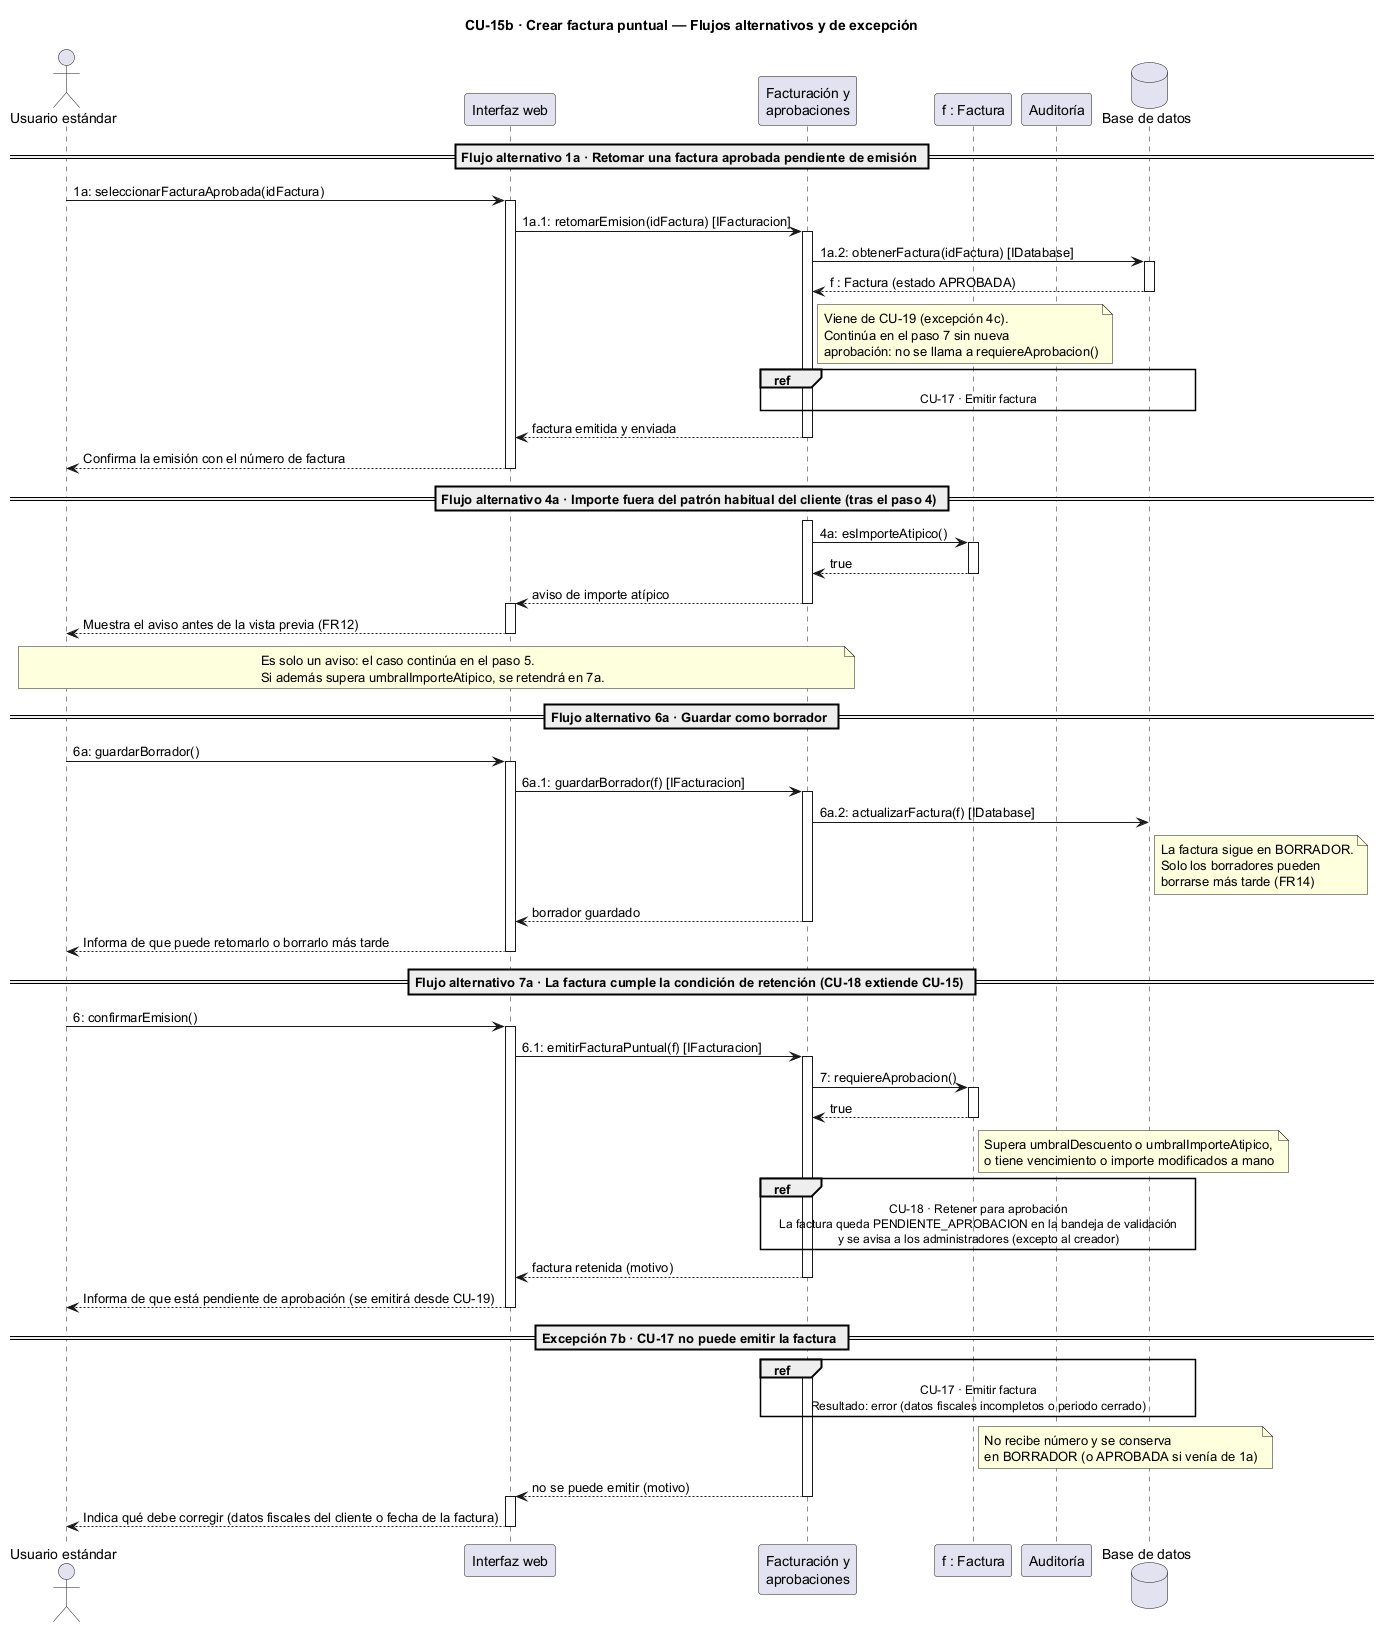 CU-15b · Crear factura puntual — Flujos alternativos y de excepción
Usuario estándar
Interfaz web
Facturación y
aprobaciones
f : Factura
Auditoría
Base de datos
Flujo alternativo 1a · Retomar una factura aprobada pendiente de emisión
1a: seleccionarFacturaAprobada(idFactura)
1a.1: retomarEmision(idFactura) [IFacturacion]
1a.2: obtenerFactura(idFactura) [IDatabase]
f : Factura (estado APROBADA)
Viene de CU-19 (excepción 4c).
Continúa en el paso 7 sin nueva
aprobación: no se llama a requiereAprobacion()
ref
CU-17 · Emitir factura
factura emitida y enviada
Confirma la emisión con el número de factura
Flujo alternativo 4a · Importe fuera del patrón habitual del cliente (tras el paso 4)
4a: esImporteAtipico()
true
aviso de importe atípico
Muestra el aviso antes de la vista previa (FR12)
Es solo un aviso: el caso continúa en el paso 5.
Si además supera umbralImporteAtipico, se retendrá en 7a.
Flujo alternativo 6a · Guardar como borrador
6a: guardarBorrador()
6a.1: guardarBorrador(f) [IFacturacion]
6a.2: actualizarFactura(f) [IDatabase]
La factura sigue en BORRADOR.
Solo los borradores pueden
borrarse más tarde (FR14)
borrador guardado
Informa de que puede retomarlo o borrarlo más tarde
Flujo alternativo 7a · La factura cumple la condición de retención (CU-18 extiende CU-15)
6: confirmarEmision()
6.1: emitirFacturaPuntual(f) [IFacturacion]
7: requiereAprobacion()
true
Supera umbralDescuento o umbralImporteAtipico,
o tiene vencimiento o importe modificados a mano
ref
CU-18 · Retener para aprobación
La factura queda PENDIENTE_APROBACION en la bandeja de validación
y se avisa a los administradores (excepto al creador)
factura retenida (motivo)
Informa de que está pendiente de aprobación (se emitirá desde CU-19)
Excepción 7b · CU-17 no puede emitir la factura
ref
CU-17 · Emitir factura
Resultado: error (datos fiscales incompletos o periodo cerrado)
No recibe número y se conserva
en BORRADOR (o APROBADA si venía de 1a)
no se puede emitir (motivo)
Indica qué debe corregir (datos fiscales del cliente o fecha de la factura)
Usuario estándar
Interfaz web
Facturación y
aprobaciones
f : Factura
Auditoría
Base de datos